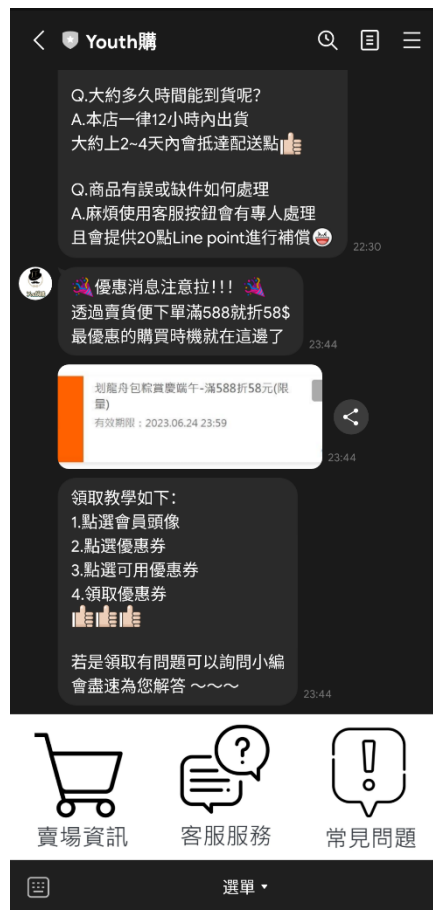 Youth購
Q.大約多久時間能到貨呢?
A.本店一律12小時內出貨
大約上2~4天內會抵達配送點👍🏻
Q.商品有誤或缺件如何處理
A.麻煩使用客服按鈕會有專人處理
且會提供20點Line point進行補償😆
22:30
🎉優惠消息注意拉!!! 🎉
透過賣貨便下單滿588就折58$
最優惠的購買時機就在這邊了
23:44
划龍舟包粽賀慶端午-滿588折58元(限
量)
有效期限：2023.06.24 23:59
23:44
領取教學如下:
1.點選會員頭像
2.點選優惠券
3.點選可用優惠券
4.領取優惠券
👍🏻👍🏻👍🏻
若是領取有問題可以詢問小編
會盡速為您解答 ～～～
23:44
賣場資訊
客服服務
常見問題
選單